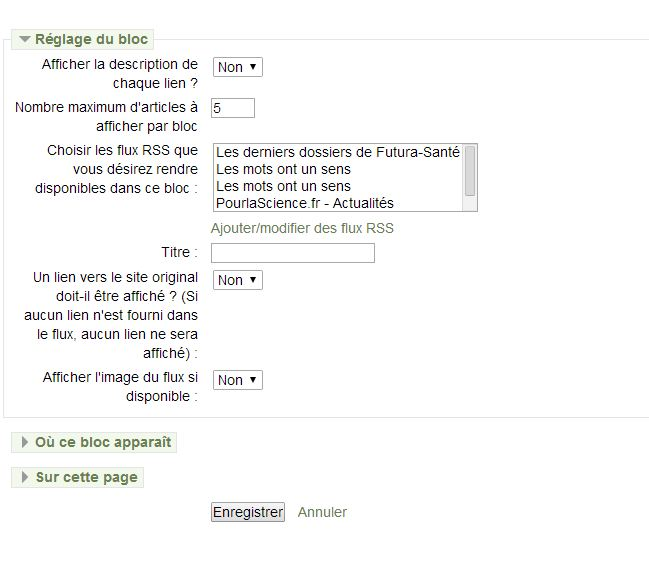 Réglage du bloc
Afficher la description de
chaque lien ?
Non
Nombre maximum d'articles à
afficher par bloc
5
Choisir les flux RSS que
vous désirez rendre
disponibles dans ce bloc :
Les derniers dossiers de Futura-Santé
Les mots ont un sens
Les mots ont un sens
PourlaScience.fr - Actualités
Ajouter/modifier des flux RSS
Titre :
Un lien vers le site original
doit-il être affiché ? (Si
aucun lien n'est fourni dans
le flux, aucun lien ne sera
affiché) :
Non
Afficher l'image du flux si
disponible :
Non
Où ce bloc apparaît
Sur cette page
Enregistrer Annuler